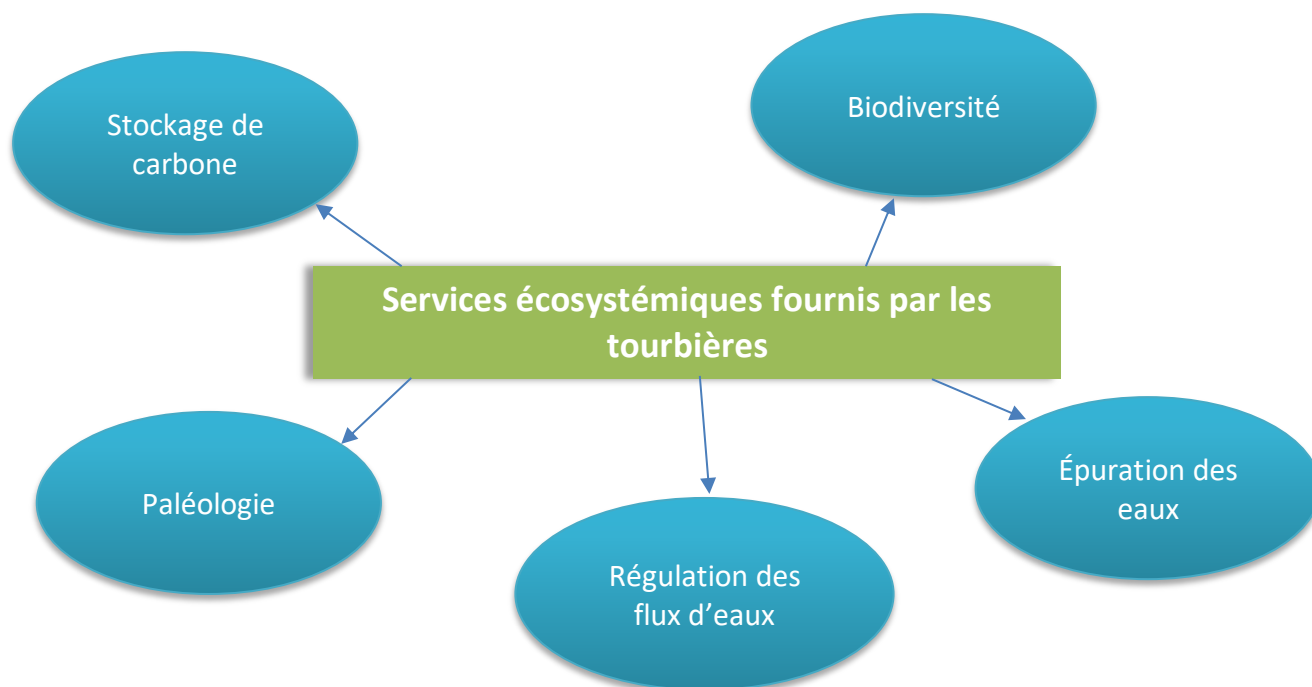 Stockage de
carbone
Biodiversité
Services écosystémiques fournis par les
tourbières
Paléologie
Régulation des
flux d’eaux
Épuration des
eaux